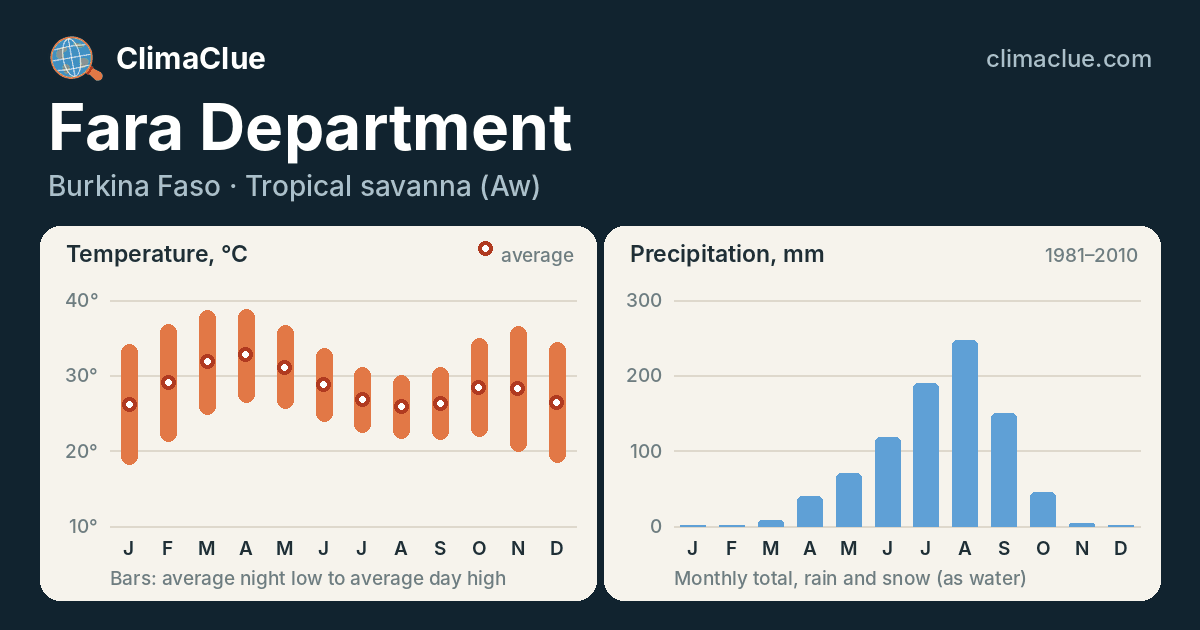 ClimaClue
climaclue.com
Fara Department
Burkina Faso · Tropical savanna (Aw)
Temperature, °C
average
40°
30°
20°
10°
J F M A M J J A S O N D
Bars: average night low to average day high
Precipitation, mm
1981–2010
300
200
100
0
J F M A M J J A S O N D
Monthly total, rain and snow (as water)